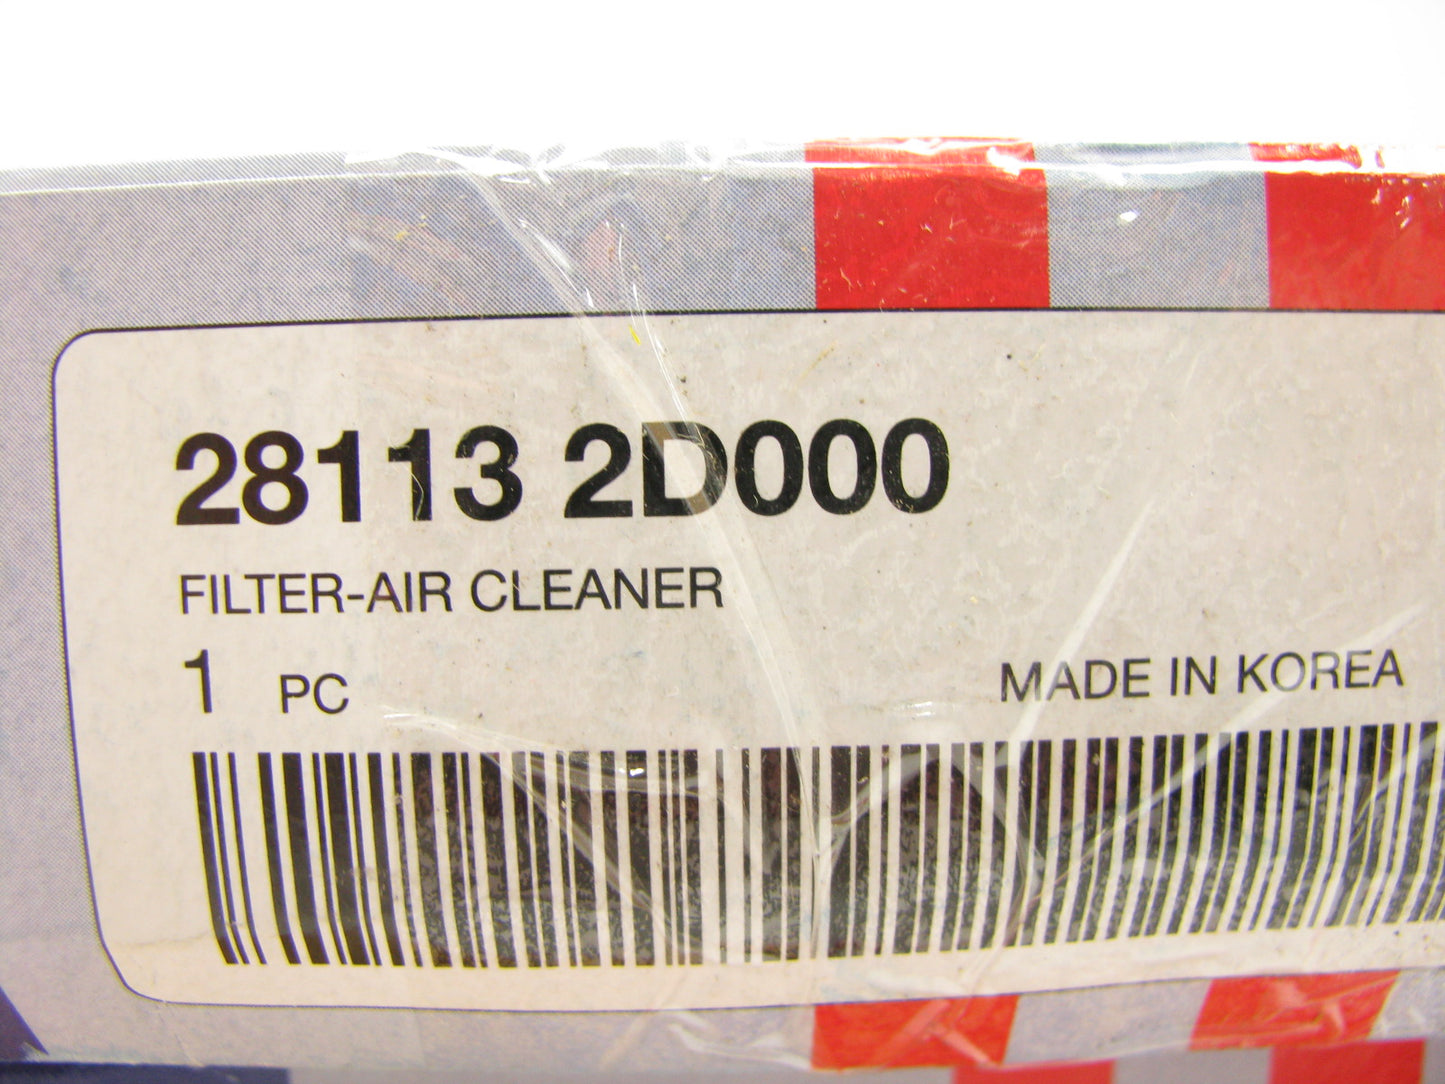 28113 2D000
FILTER-AIR CLEANER
1 PC
MADE IN KOREA